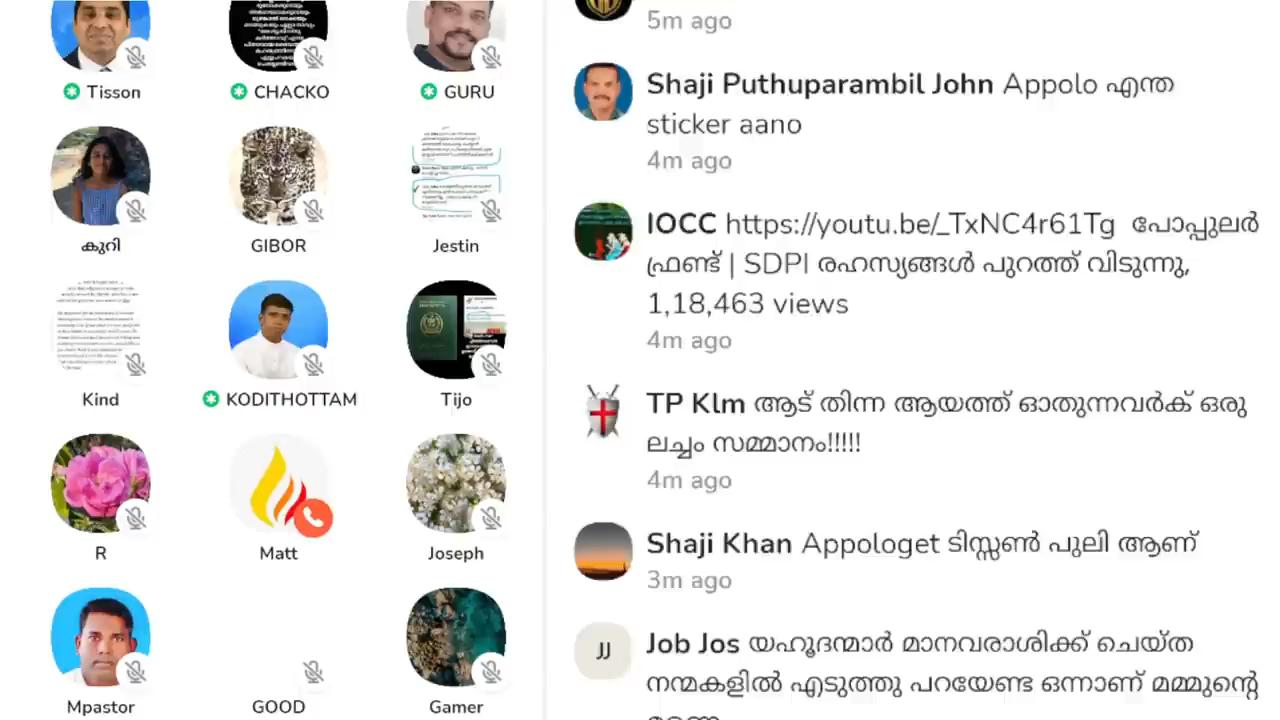 Tisson
CHACKO
GURU
കുറി
GIBOR
Jestin
Kind
KODITHOTTAM
Tijo
R
Matt
Joseph
Mpastor
GOOD
Gamer
5m ago
Shaji Puthuparambil John Appolo എന്ത
sticker aano
4m ago
IOCC https://youtu.be/_TxNC4r61Tg പോപ്പുലർ
ഫ്രണ്ട് | SDPI രഹസ്യങ്ങൾ പുറത്ത് വിടുന്നു,
1,18,463 views
4m ago
TP Klm ആട് തിന്ന ആയത്ത് ഓതുന്നവർക് ഒരു
ലച്ചം സമ്മാനം!!!!!
4m ago
Shaji Khan Appologet ടിസ്സൺ പുലി ആണ്
3m ago
JJ
Job Jos യഹൂദന്മാർ മാനവരാശിക്ക് ചെയ്ത
നന്മകളിൽ എടുത്തു പറയേണ്ട ഒന്നാണ് മമ്മുന്റെ